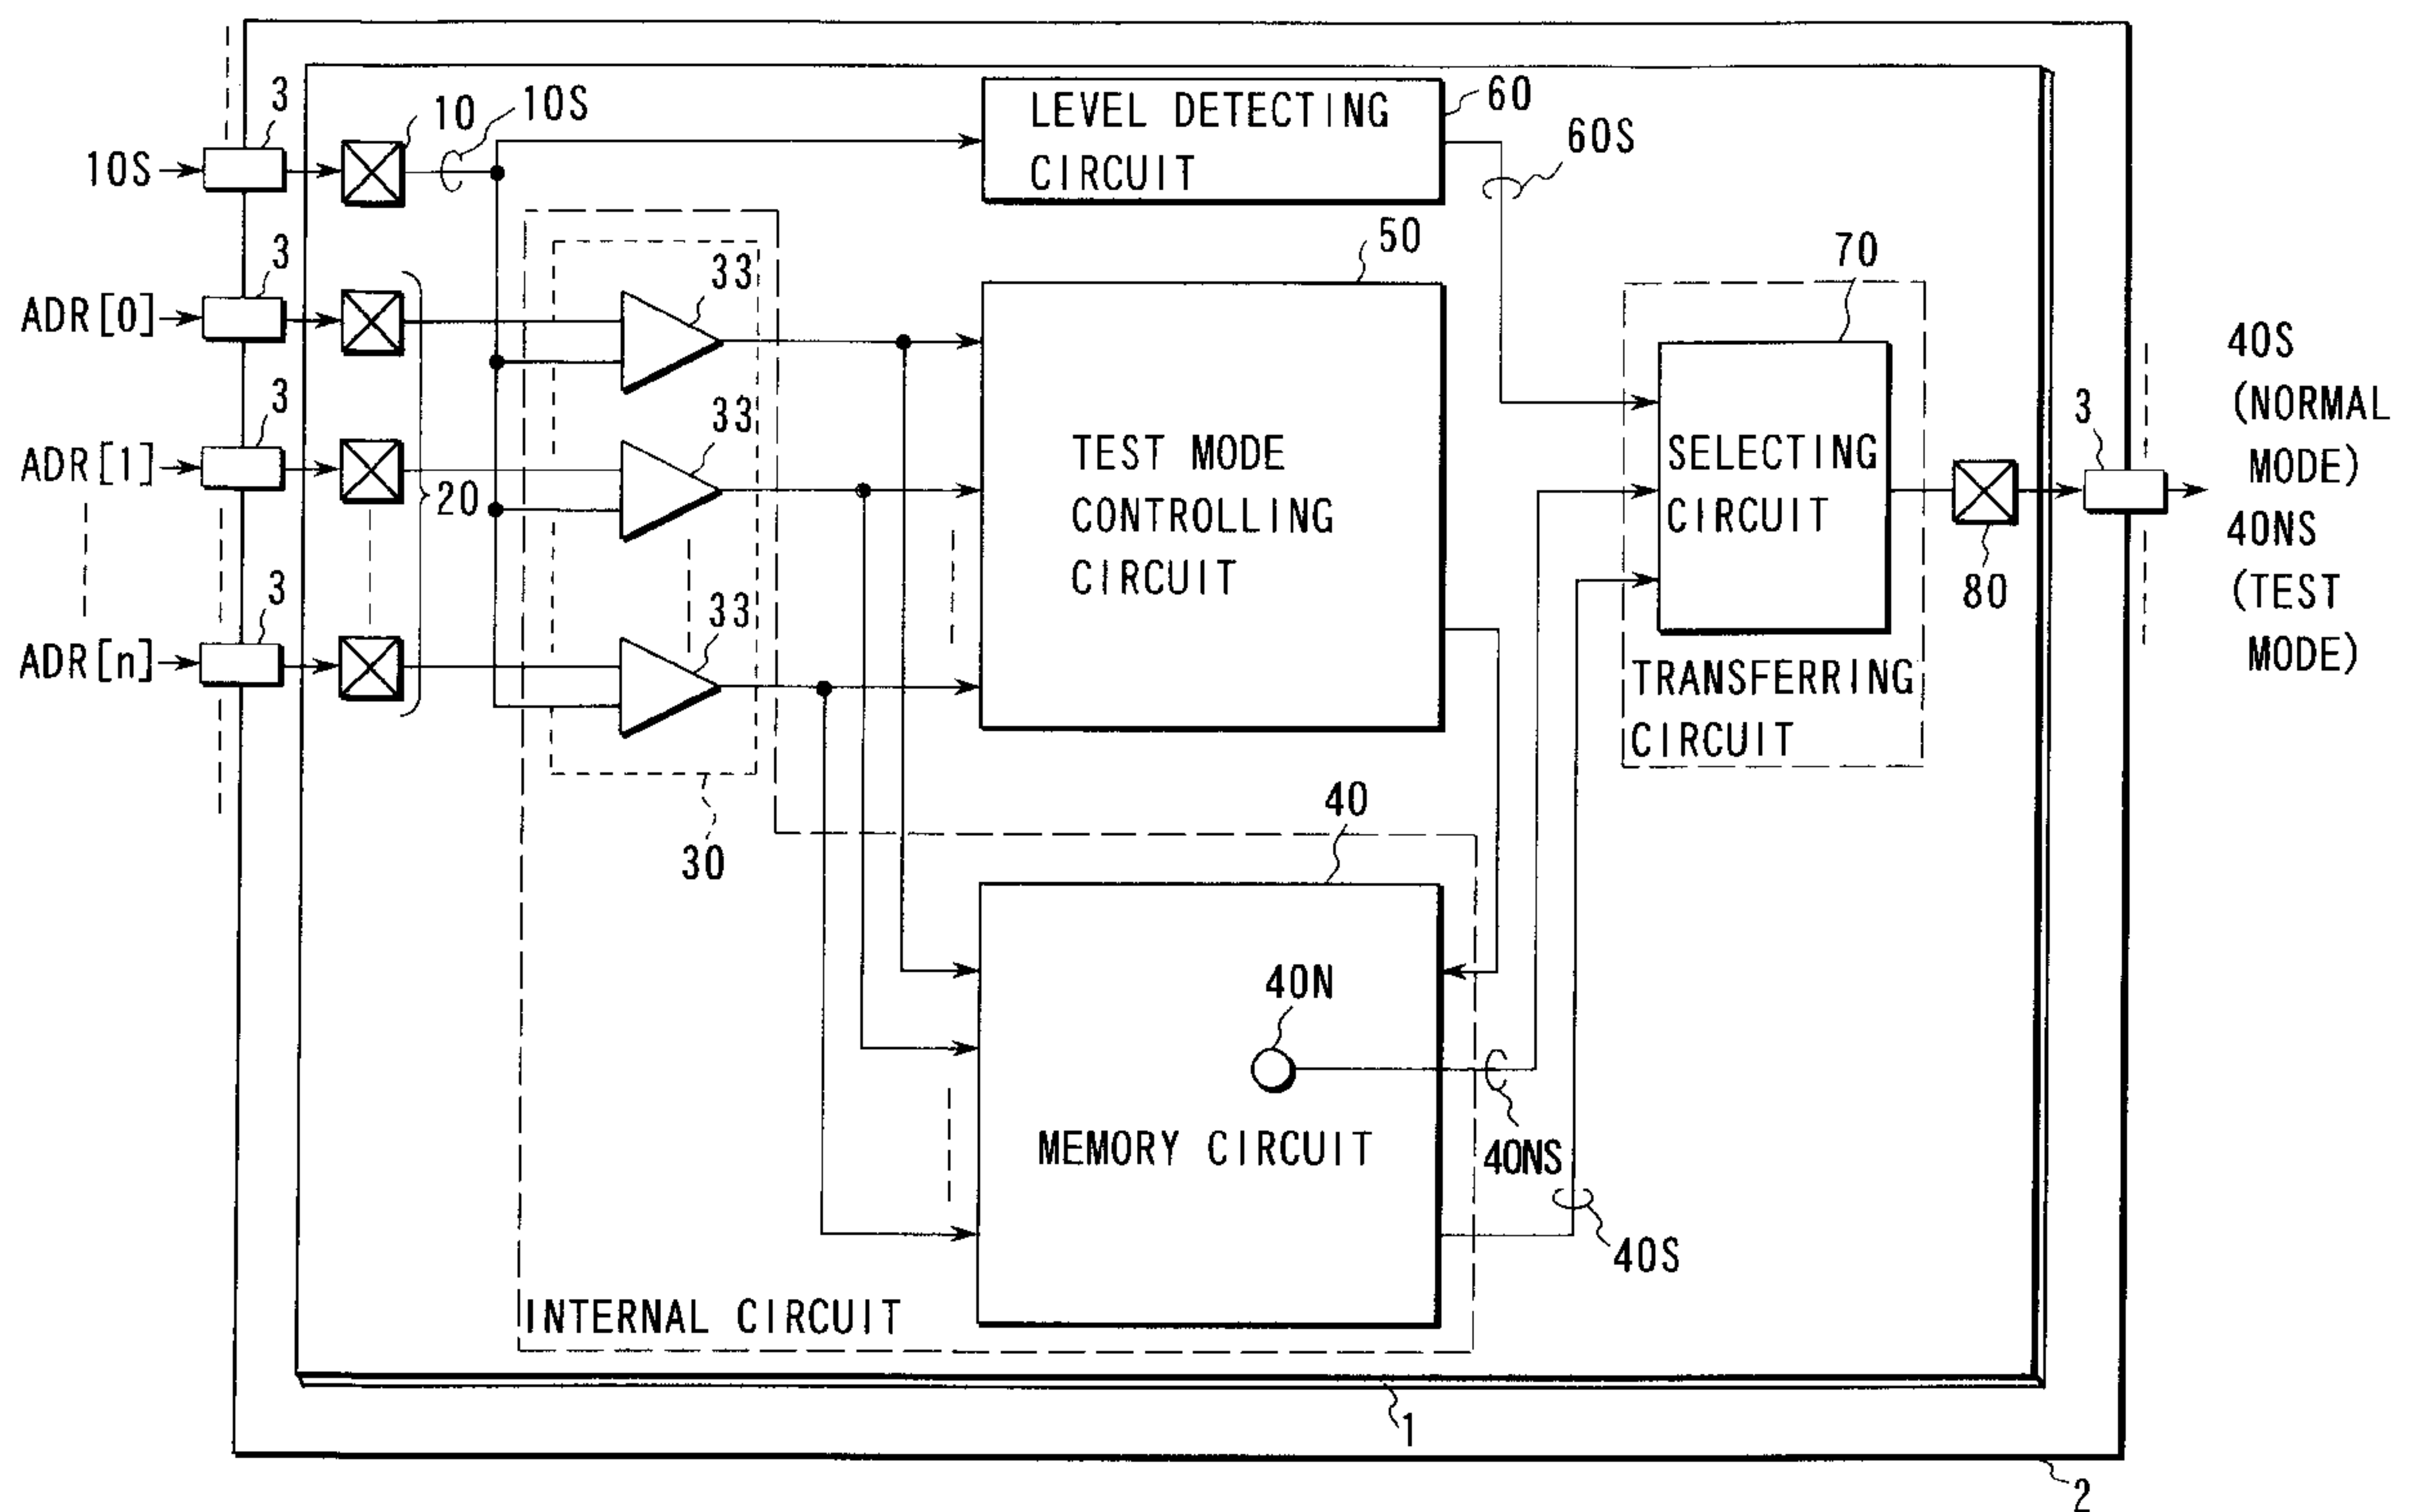 3
10S
10
10S
LEVEL DETECTING
CIRCUIT
60
60S
3
ADR[0]
33
50
70
3
ADR[1]
20
33
TEST MODE
CONTROLLING
CIRCUIT
SELECTING
CIRCUIT
80
3
40S
(NORMAL
MODE)
40NS
(TEST
MODE)
3
ADR[n]
33
TRANSFERRING
CIRCUIT
30
40
40N
MEMORY CIRCUIT
40NS
40S
INTERNAL CIRCUIT
1
2